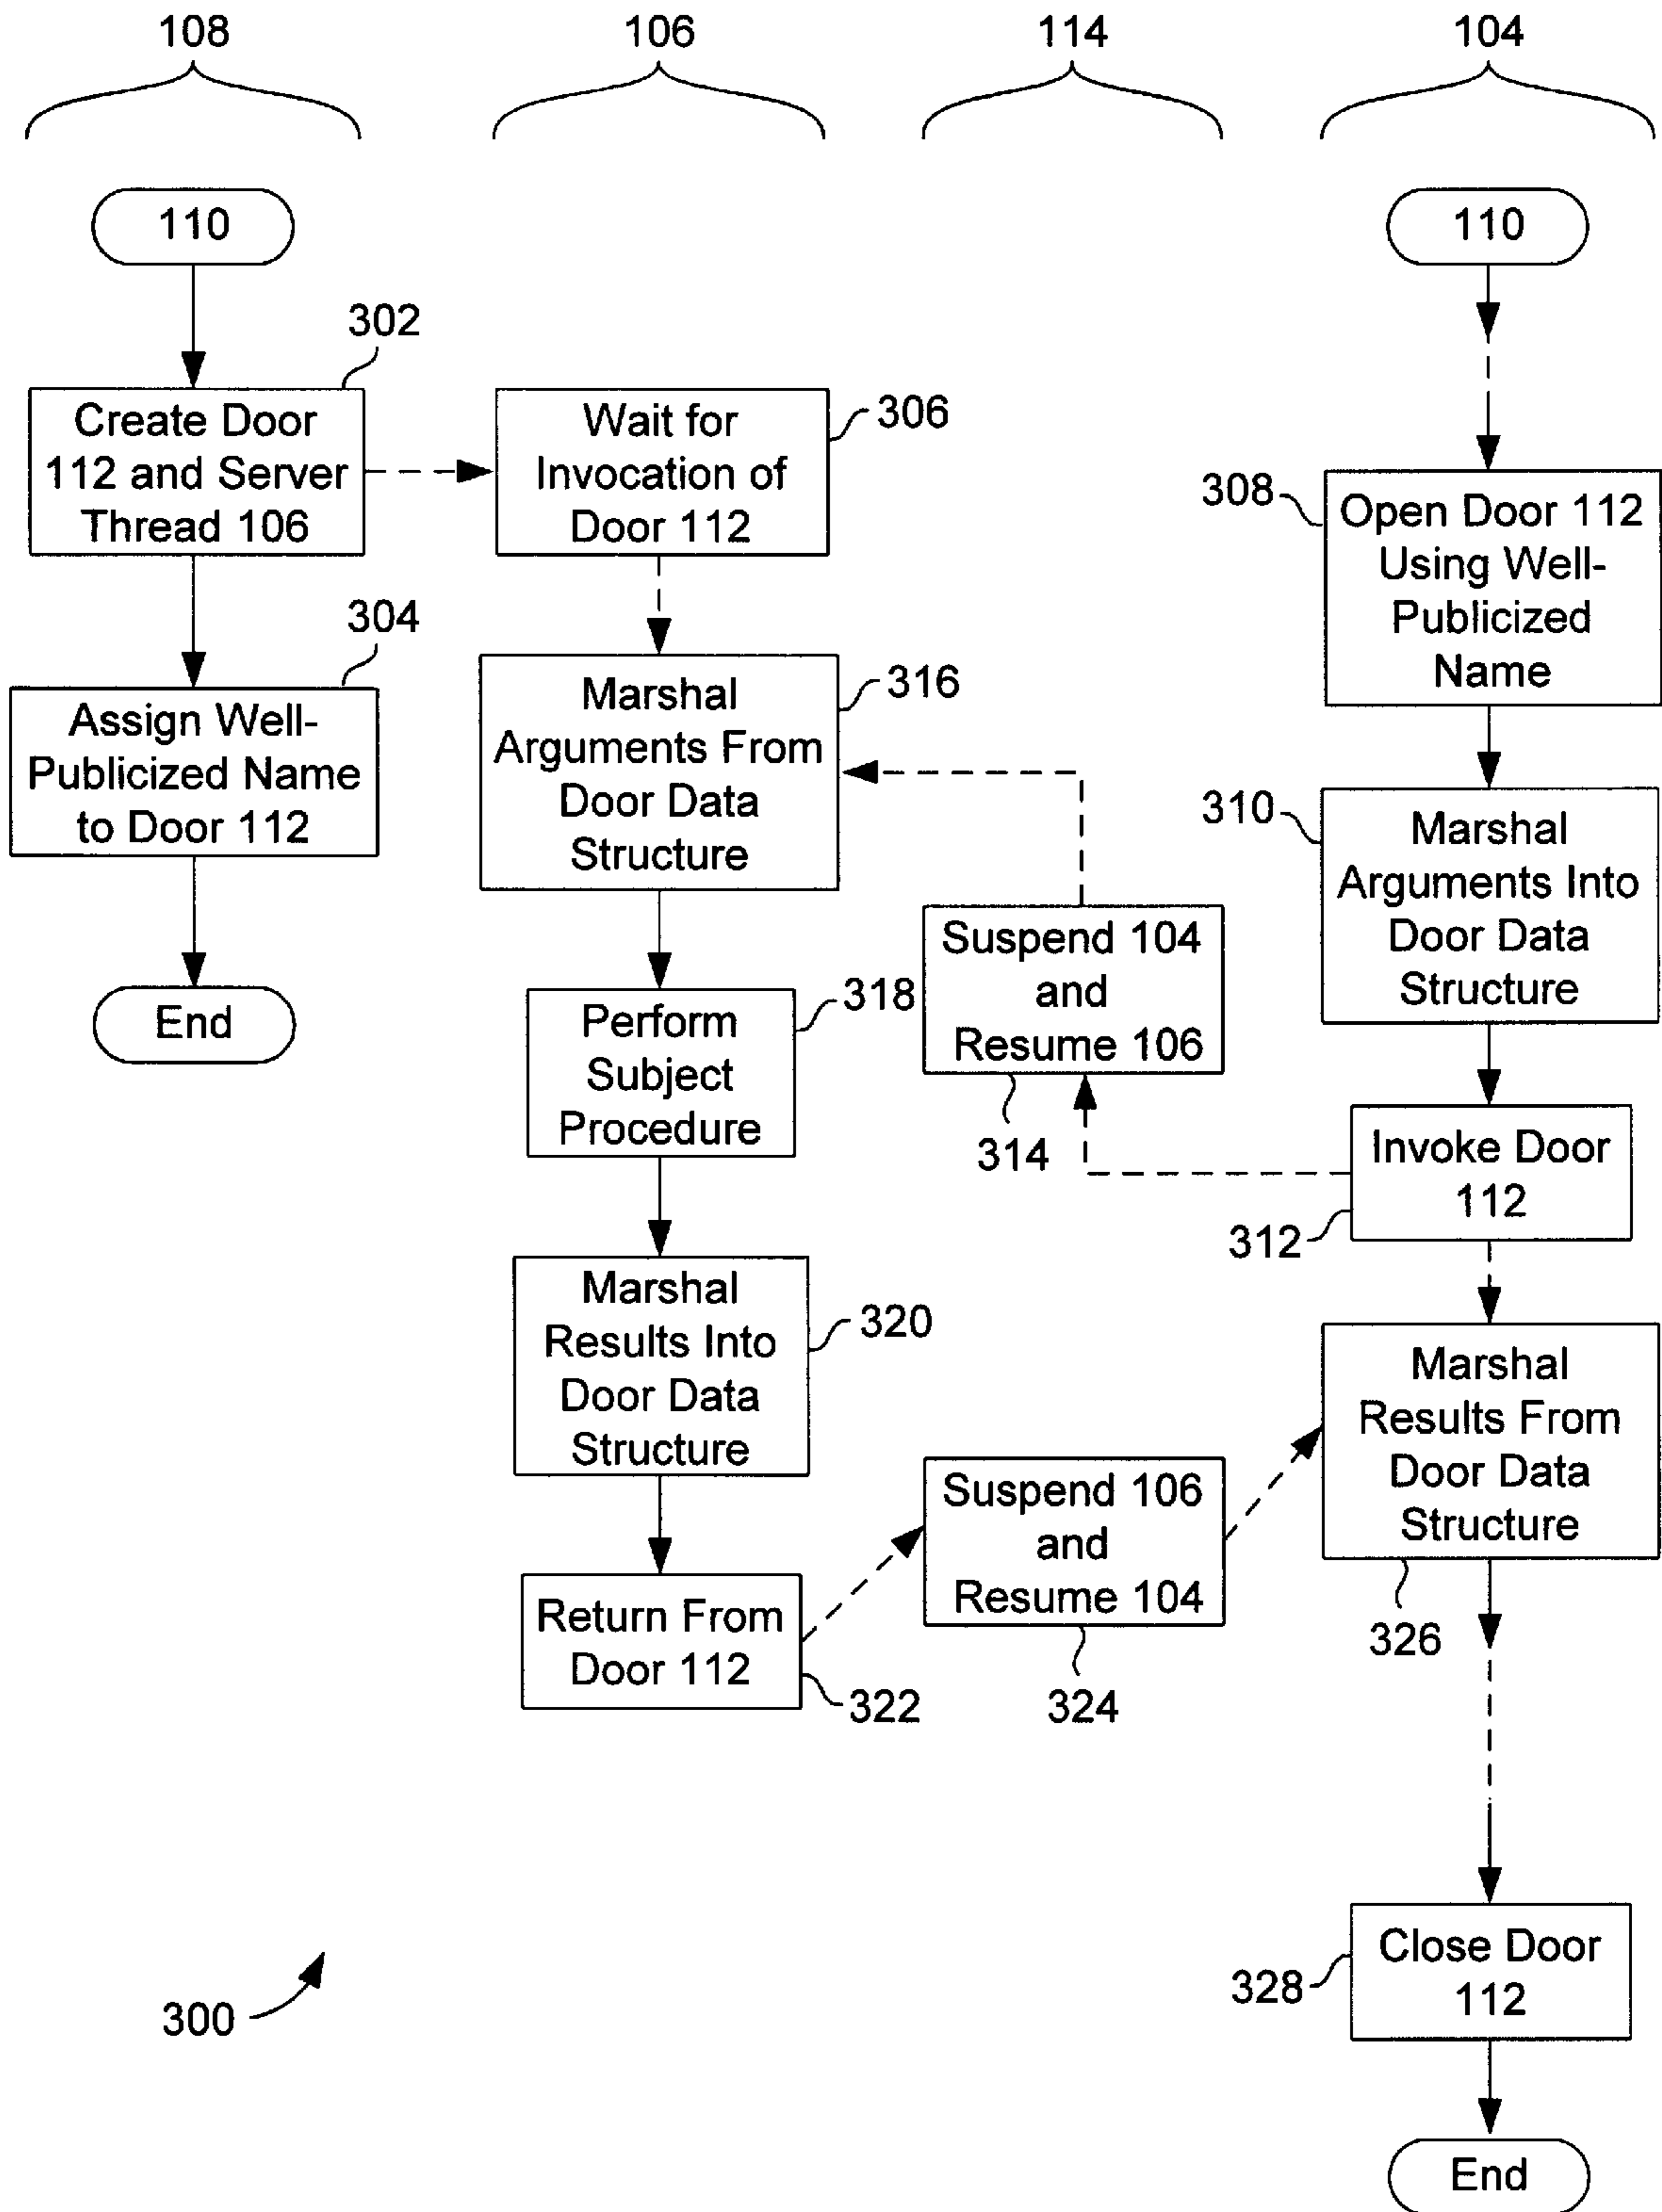 108
106
114
104
110
110
302
Create Door
112 and Server
Thread 106
Wait for
Invocation of
Door 112
306
308
Open Door 112
Using Well-
Publicized
Name
304
Assign Well-
Publicized Name
to Door 112
Marshal
Arguments From
Door Data
Structure
316
310
Marshal
Arguments Into
Door Data
Structure
End
Suspend 104
and
Resume 106
314
Perform
Subject
Procedure
318
Invoke Door
112
312
Marshal
Results Into
Door Data
Structure
320
Marshal
Results From
Door Data
Structure
326
Suspend 106
and
Resume 104
324
Return From
Door 112
322
Close Door
112
328
300
End